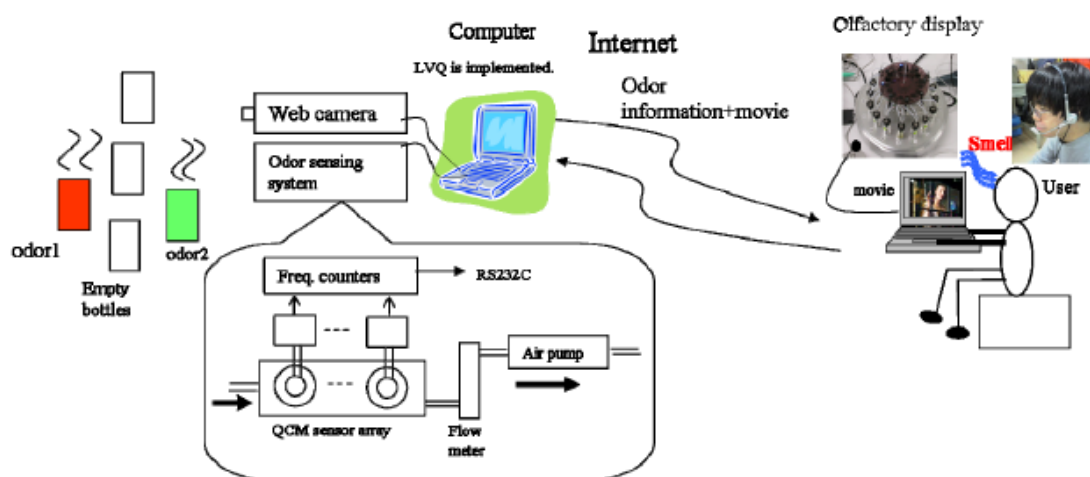 Computer
LVQ is implemented.
Internet
Olfactory display
Web camera
Odor
information+movie
Odor sensing
system
Smell
movie
User
odor1
odor2
Empty
bottles
Freq. counters
RS232C
Air pump
QCM sensor array
Flow
meter